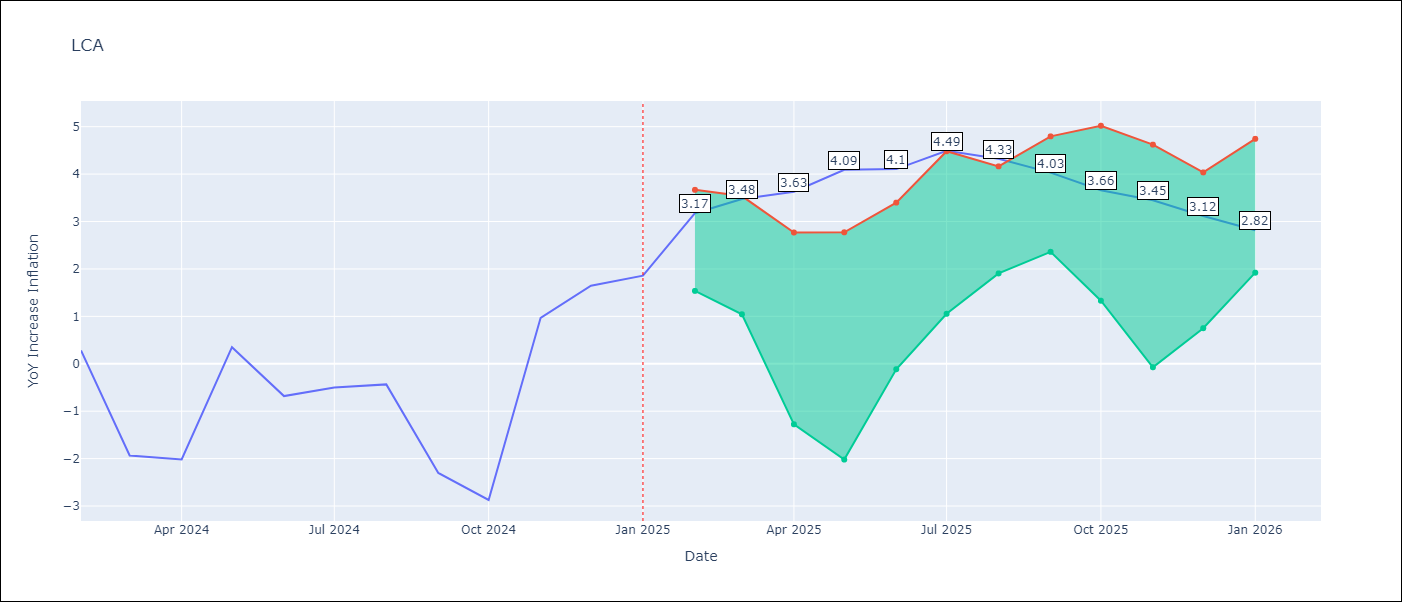 LCA
YoY Increase Inflation
5
4
3
2
1
0
−1
−2
−3
3.17
3.48
3.63
4.09
4.1
4.49
4.33
4.03
3.66
3.45
3.12
2.82
Apr 2024
Jul 2024
Oct 2024
Jan 2025
Apr 2025
Jul 2025
Oct 2025
Jan 2026
Date